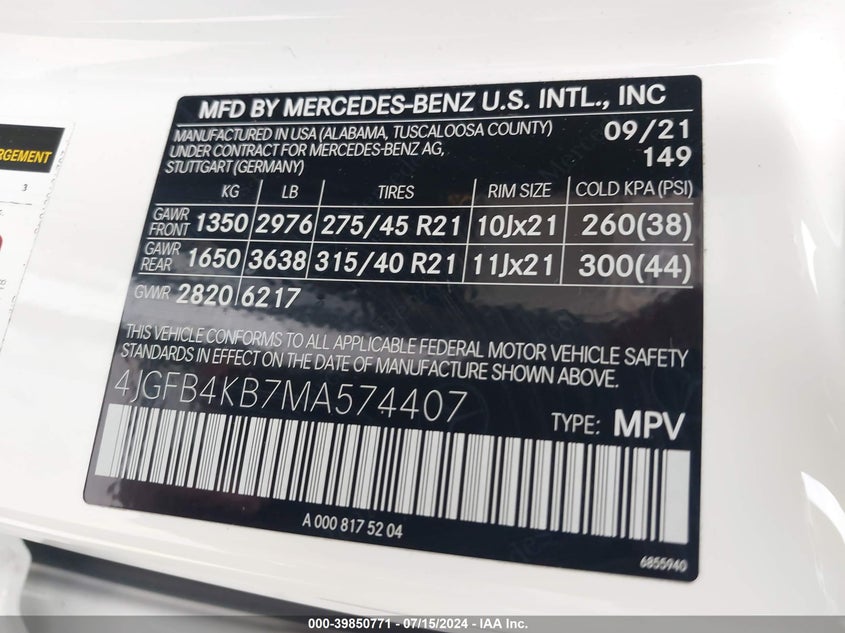 MFD BY MERCEDES-BENZ U.S. INTL., INC
MANUFACTURED IN USA (ALABAMA, TUSCALOOSA COUNTY) 09/21
UNDER CONTRACT FOR MERCEDES-BENZ AG, 149
STUTTGART (GERMANY)
KG LB TIRES RIM SIZE COLD KPA (PSI)
GAWR FRONT 1350 2976 275/45 R21 10Jx21 260(38)
GAWR REAR 1650 3638 315/40 R21 11Jx21 300(44)
GVWR 2820 6217
THIS VEHICLE CONFORMS TO ALL APPLICABLE FEDERAL MOTOR VEHICLE SAFETY
STANDARDS IN EFFECT ON THE DATE OF MANUFACTURE SHOWN ABOVE.
4JGFB4KB7MA574407
TYPE: MPV
A 000 817 52 04
6855940
RGEMENT
3
000-39850771 - 07/15/2024 - IAA Inc.